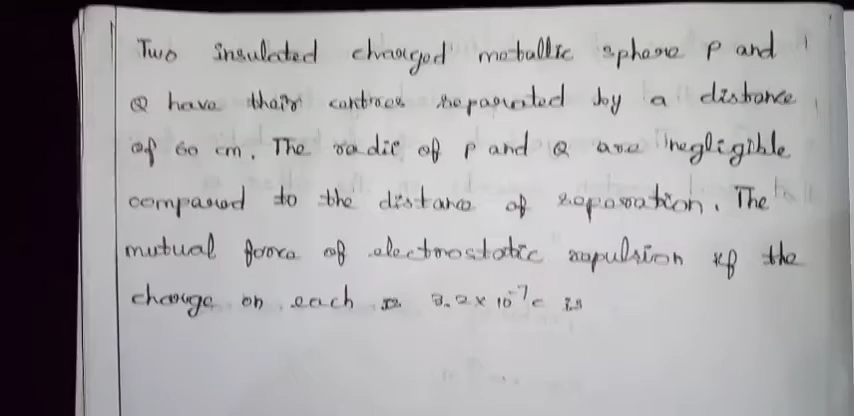 Two insulated charged metallic sphere P and
Q have their centres separated by a distance
of 60 cm. The radii of P and Q are negligible
compared to the distance of separation. The
mutual force of electrostatic repulsion if the
charge on each is 3.2 x 10⁻⁷c is